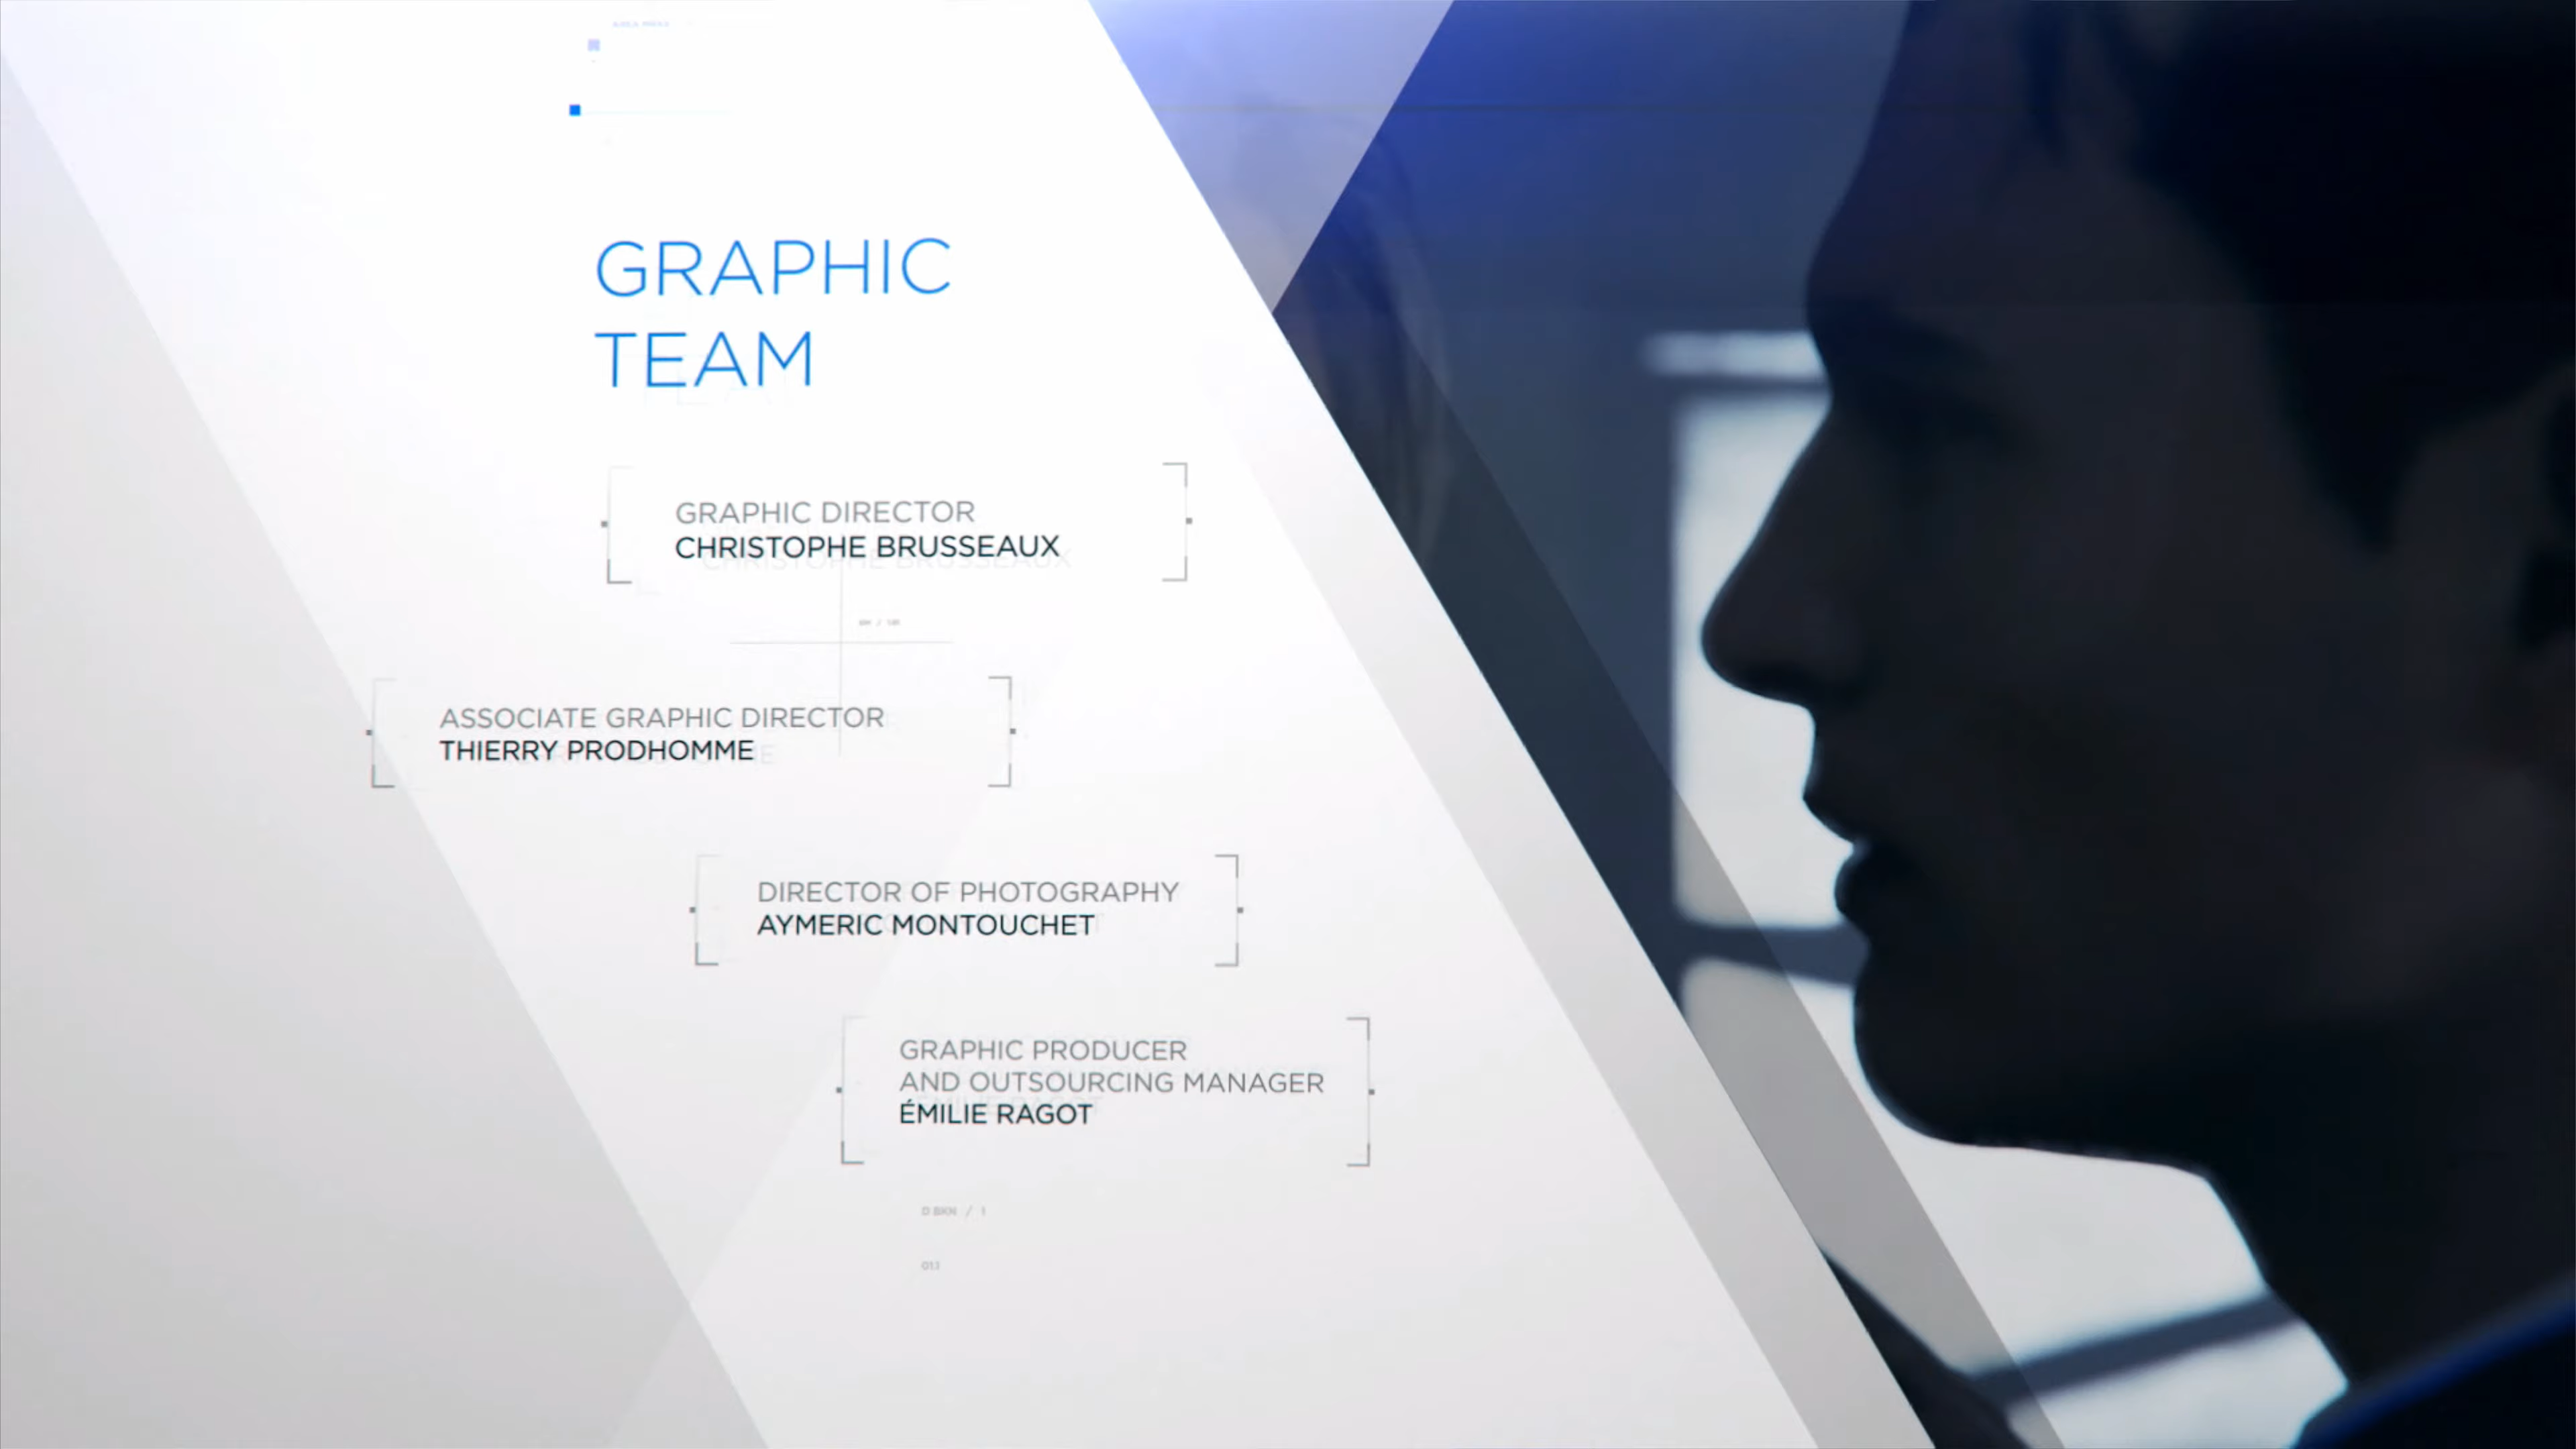 GRAPHIC
TEAM
GRAPHIC DIRECTOR
CHRISTOPHE BRUSSEAUX
ASSOCIATE GRAPHIC DIRECTOR
THIERRY PRODHOMME
DIRECTOR OF PHOTOGRAPHY
AYMERIC MONTOUCHET
GRAPHIC PRODUCER
AND OUTSOURCING MANAGER
ÉMILIE RAGOT